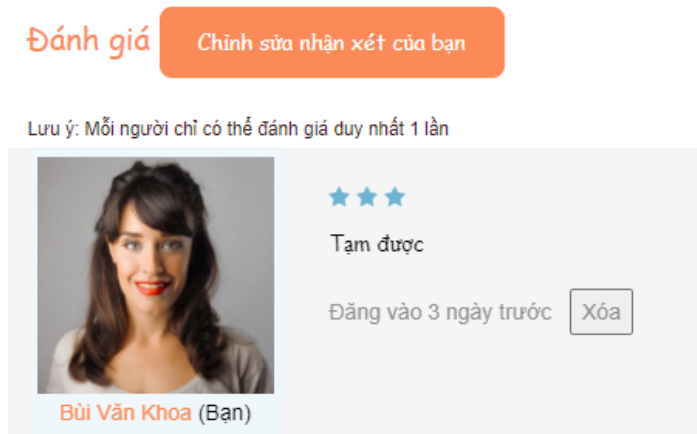 Đánh giá Chỉnh sửa nhận xét của bạn
Lưu ý: Mỗi người chỉ có thể đánh giá duy nhất 1 lần
Tạm được
Đăng vào 3 ngày trước Xóa
Bùi Văn Khoa (Bạn)